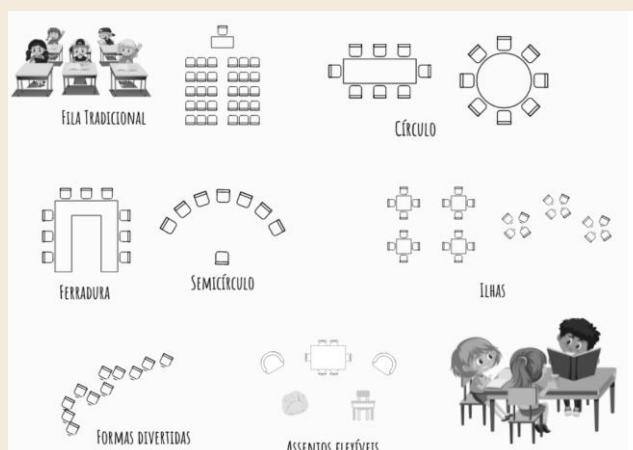 FILA TRADICIONAL
CÍRCULO
FERRADURA
SEMICÍRCULO
ILHAS
FORMAS DIVERTIDAS
ASSENTOS FLEXÍVEIS